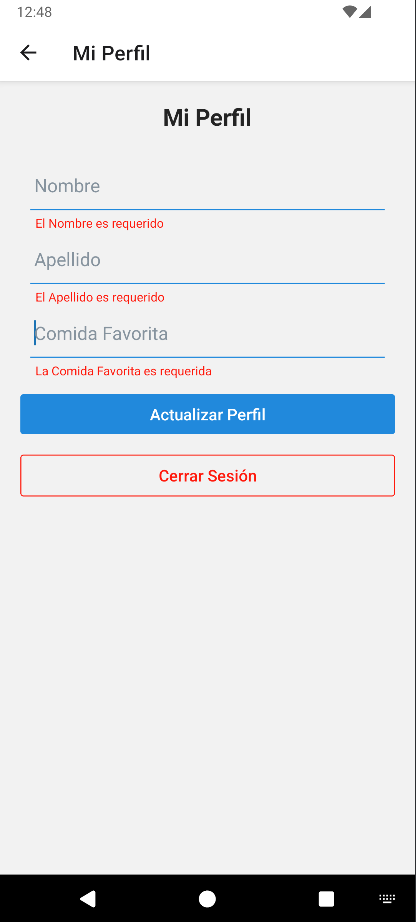 12:48
Mi Perfil
Mi Perfil
Nombre
El Nombre es requerido
Apellido
El Apellido es requerido
Comida Favorita
La Comida Favorita es requerida
Actualizar Perfil
Cerrar Sesión